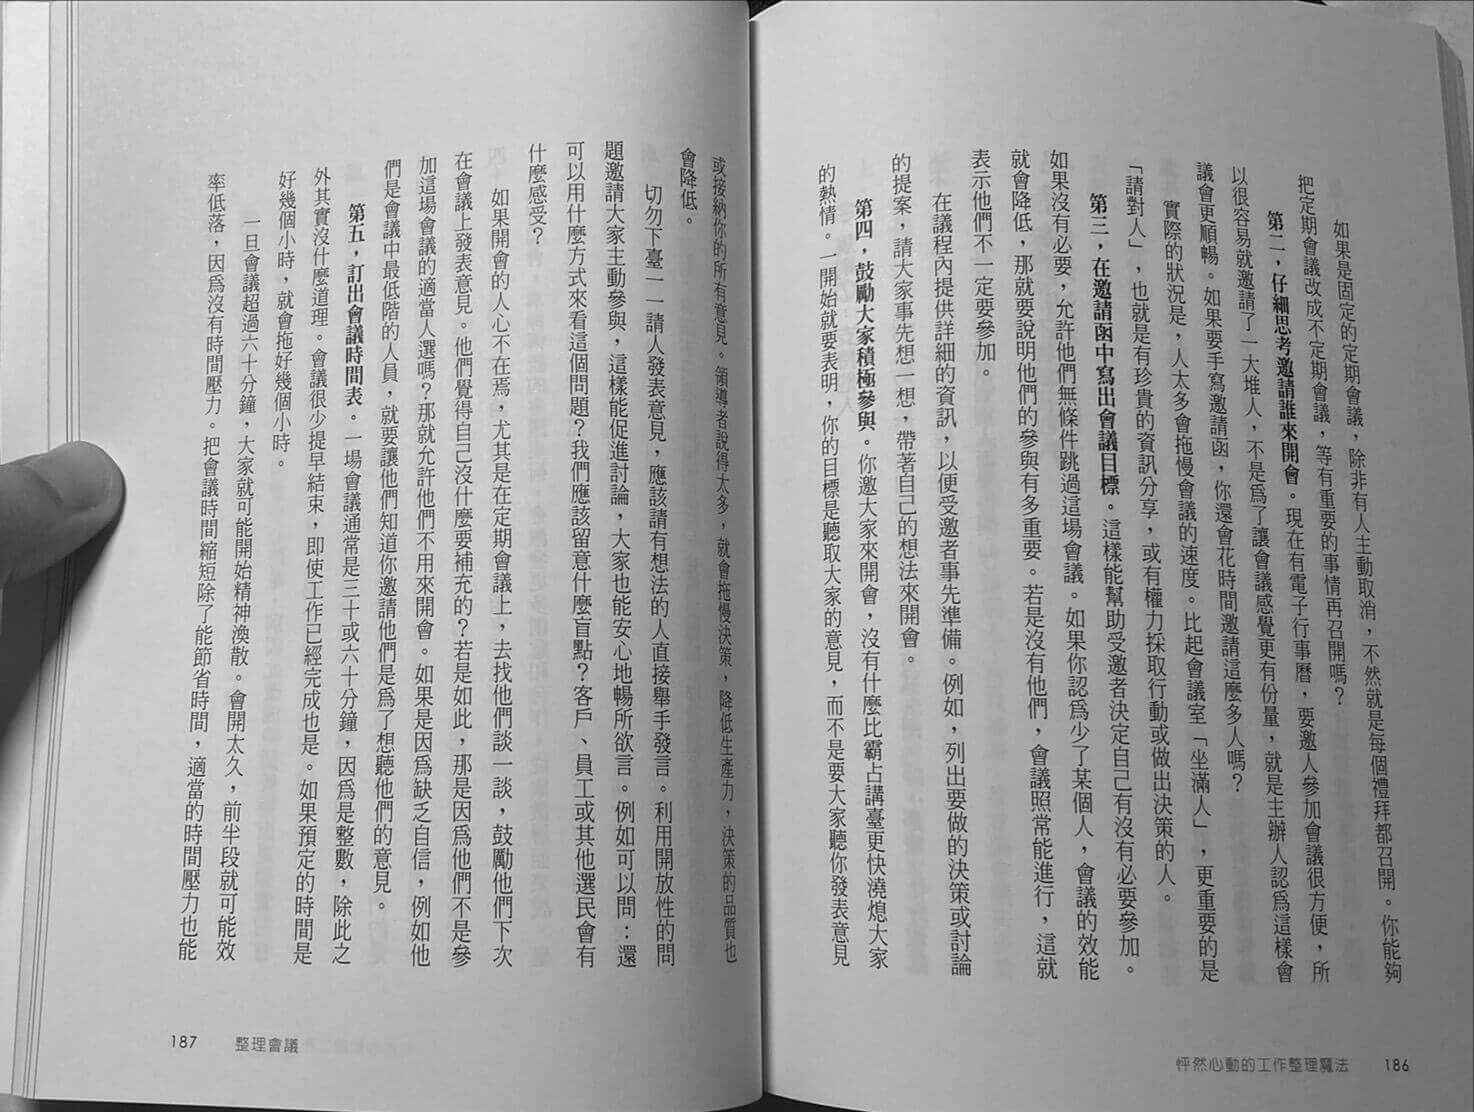 如果是固定的定期會議，除非有人主動取消，不然就是每個禮拜都召開。你能夠
把定期會議改成不定期會議，等有重要的事情再召開嗎？
第二，仔細思考邀請誰來開會。現在有電子行事曆，要邀人參加會議很方便，所
以很容易就邀請了一大堆人，不是為了讓會議感覺更有份量，就是主辦人認為這樣會
議會更順暢。如果要手寫邀請函，你還會花時間邀請這麼多人嗎？
實際的狀況是，人太多會拖慢會議的速度。比起會議室「坐滿人」，更重要的是
「請對人」，也就是有珍貴的資訊分享，或有權力採取行動或做出決策的人。
第三，在邀請函中寫出會議目標。這樣能幫助受邀者決定自己有沒有必要參加。
如果沒有必要，允許他們無條件跳過這場會議。如果你認為少了某個人，會議的效能
就會降低，那就要說明他們的參與有多重要。若是沒有他們，會議照常能進行，這就
表示他們不一定要參加。
在議程內提供詳細的資訊，以便受邀者事先準備。例如，列出要做的決策或討論
的提案，請大家事先想一想，帶著自己的想法來開會。
第四，鼓勵大家積極參與。你邀大家來開會，沒有什麼比霸占講臺更快澆熄大家
的熱情。一開始就要表明，你的目標是聽取大家的意見，而不是要大家聽你發表意見
怦然心動的工作整理魔法 186
或接納你的所有意見。領導者說得太多，就會拖慢決策，降低生產力，決策的品質也
會降低。
切勿下臺一一請人發表意見，應該請有想法的人直接舉手發言。利用開放性的問
題邀請大家主動參與，這樣能促進討論，大家也能安心地暢所欲言。例如可以問：還
可以用什麼方式來看這個問題？我們應該留意什麼盲點？客戶、員工或其他選民會有
什麼感受？
如果開會的人心不在焉，尤其是在定期會議上，去找他們談一談，鼓勵他們下次
在會議上發表意見。他們覺得自己沒什麼要補充的？若是如此，那是因為他們不是參
加這場會議的適當人選嗎？那就允許他們不用來開會。如果是因為缺乏自信，例如他
們是會議中最低階的人員，就要讓他們知道你邀請他們是為了想聽他們的意見。
第五，訂出會議時間表。一場會議通常是三十或六十分鐘，因為是整數，除此之
外其實沒什麼道理。會議很少提早結束，即使工作已經完成也是。如果預定的時間是
好幾個小時，就會拖好幾個小時。
一旦會議超過六十分鐘，大家就可能開始精神渙散。會開太久，前半段就可能效
率低落，因為沒有時間壓力。把會議時間縮短除了能節省時間，適當的時間壓力也能
187 整理會議